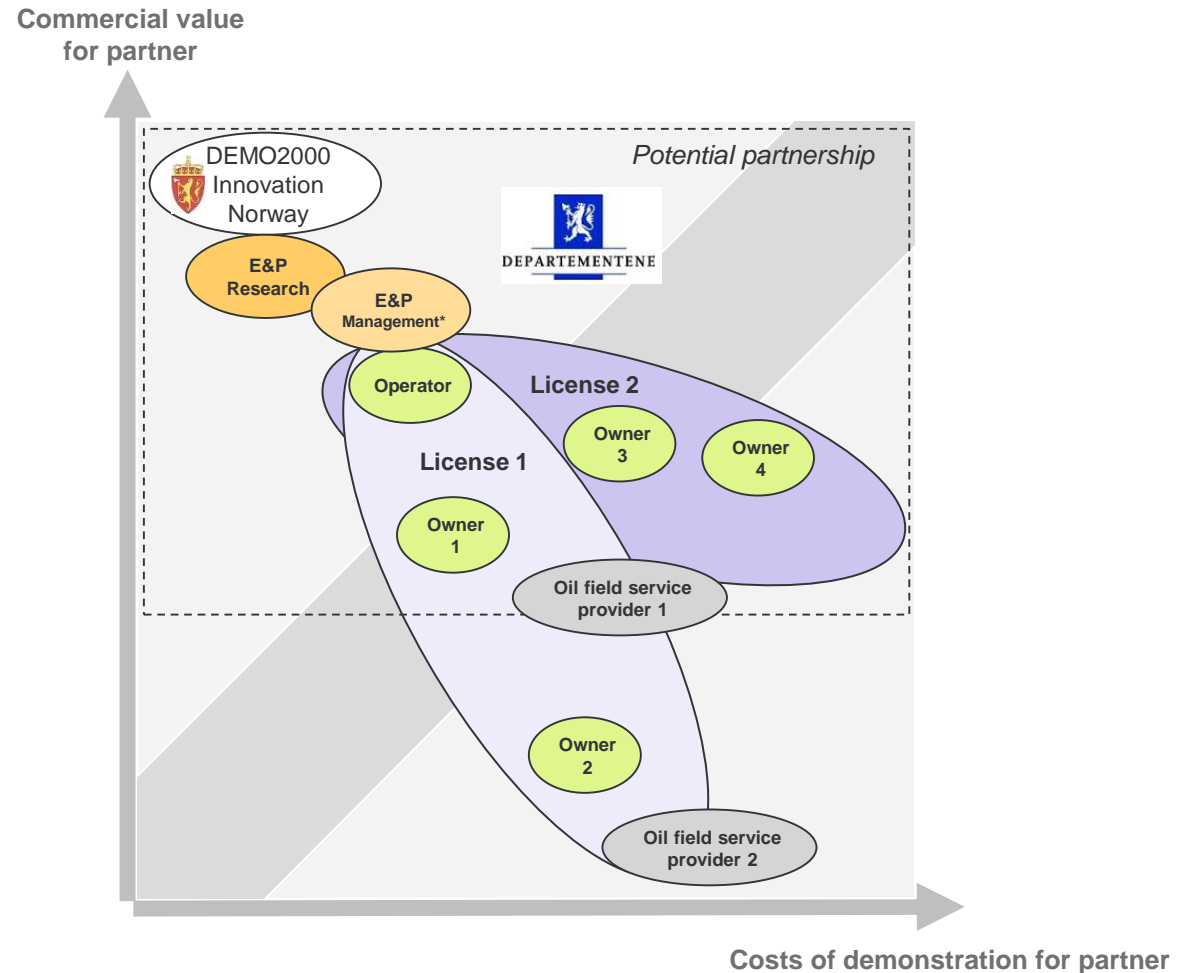 Commercial value
for partner
Potential partnership
DEMO2000
Innovation
Norway
DEPARTEMENTENE
E&P
Research
E&P
Management*
Operator
License 2
Owner
3
Owner
4
License 1
Owner
1
Oil field service
provider 1
Owner
2
Oil field service
provider 2
Costs of demonstration for partner